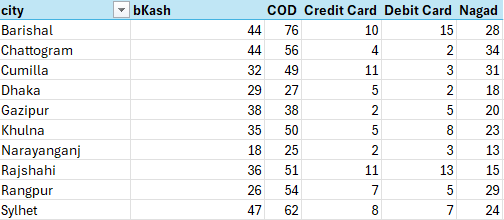 city bKash COD Credit Card Debit Card Nagad
Barishal 44 76 10 15 28
Chattogram 44 56 4 2 34
Cumilla 32 49 11 3 31
Dhaka 29 27 5 2 18
Gazipur 38 38 2 5 20
Khulna 35 50 5 8 23
Narayanganj 18 25 2 3 13
Rajshahi 36 51 11 13 15
Rangpur 26 54 7 5 29
Sylhet 47 62 8 7 24